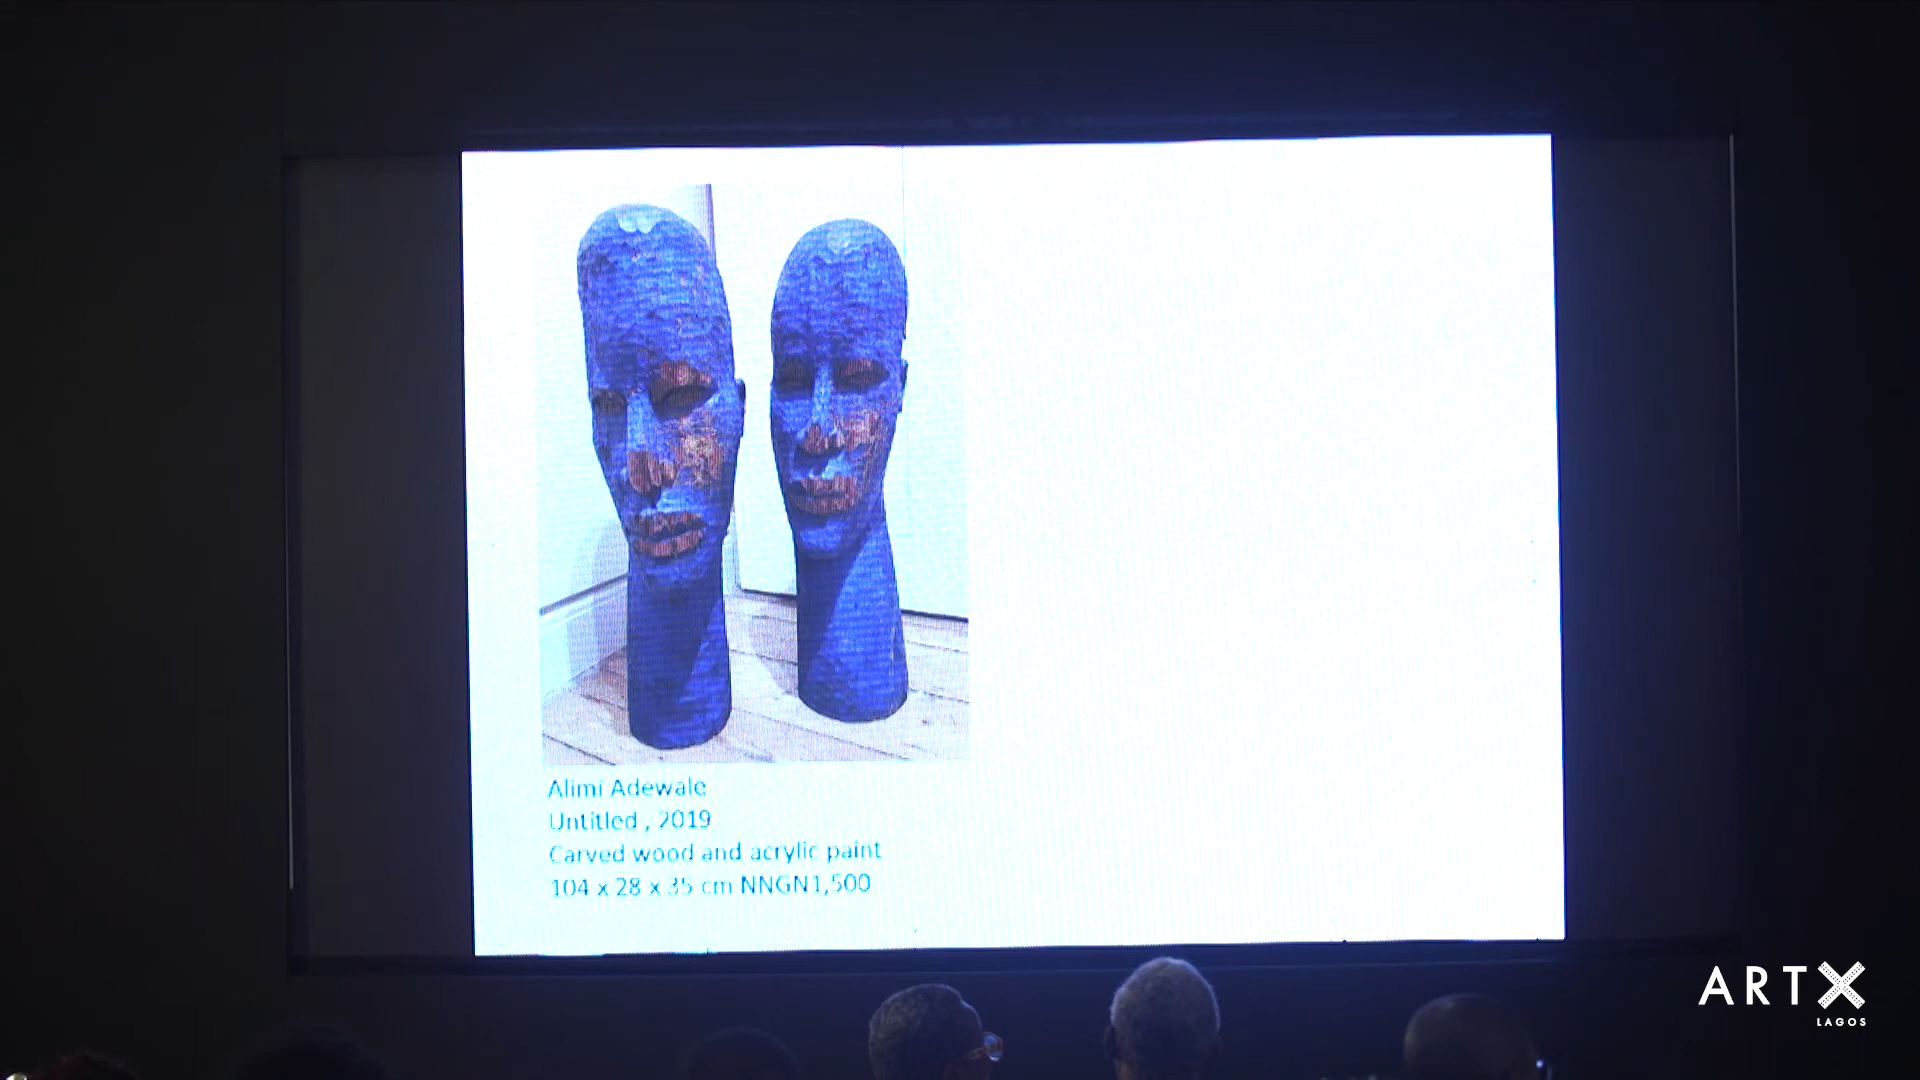 Alimi Adewale
Untitled , 2019
Carved wood and acrylic paint
104 x 28 x 35 cm NNGN1,500
ARTX
LAGOS